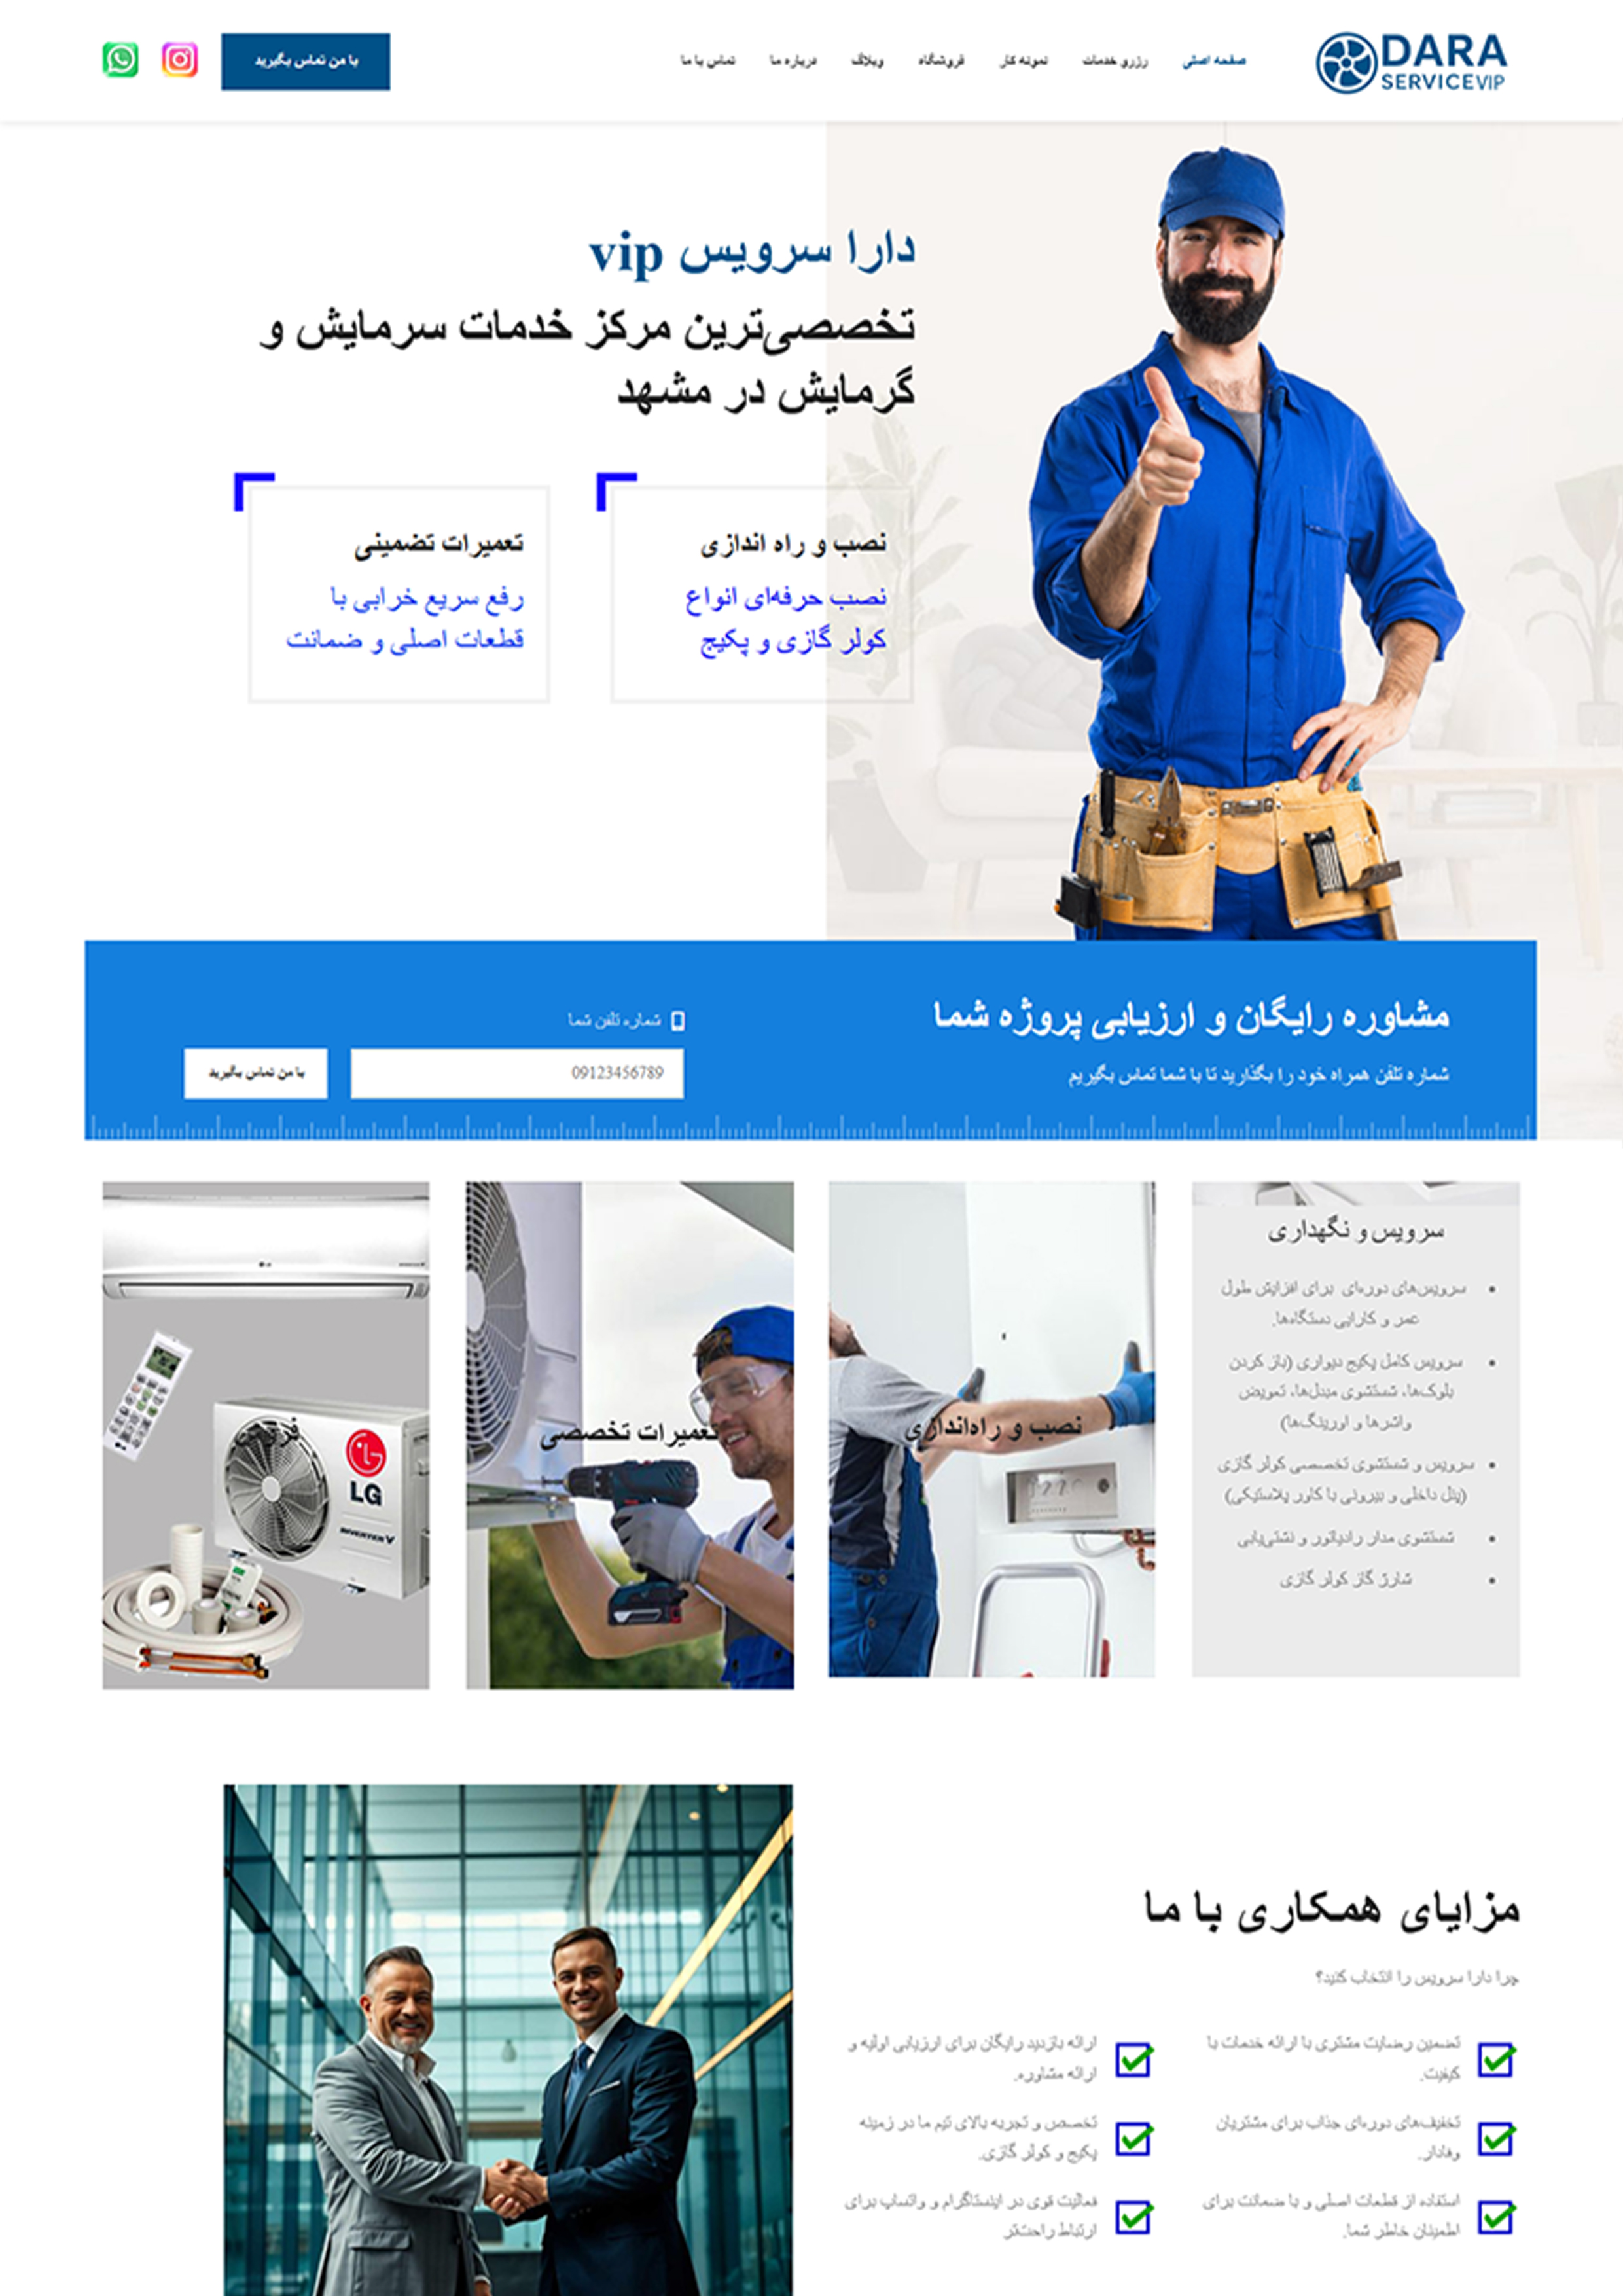 DARA
SERVICEVIP
صفحه اصلی
رزرو خدمات
نمونه کار
فروشگاه
وبلاگ
درباره ما
تماس با ما
با من تماس بگیرید
دارا سرویس vip
تخصصی‌ترین مرکز خدمات سرمایش و
گرمایش در مشهد
نصب و راه اندازی
نصب حرفه‌ای انواع
کولر گازی و پکیج
تعمیرات تضمینی
رفع سریع خرابی با
قطعات اصلی و ضمانت
مشاوره رایگان و ارزیابی پروژه شما
شماره تلفن همراه خود را بگذارید تا با شما تماس بگیریم
شماره تلفن شما
09123456789
با من تماس بگیرید
سرویس و نگهداری
سرویس‌های دوره‌ای برای افزایش طول
عمر و کارایی دستگاه‌ها.
سرویس کامل پکیج دیواری (باز کردن
بلوک‌ها، شستشوی مبدل‌ها، تعویض
واشرها و اورینگ‌ها)
سرویس و شستشوی تخصصی کولر گازی
(پنل داخلی و بیرونی با کاور پلاستیکی)
شستشوی مدار رادیاتور و نشتی‌یابی
شارژ گاز کولر گازی
نصب و راه‌اندازی
تعمیرات تخصصی
LG
INVERTER V
مزایای همکاری با ما
چرا دارا سرویس را انتخاب کنید؟
تضمین رضایت مشتری با ارائه خدمات با
کیفیت.
تخفیف‌های دوره‌ای جذاب برای مشتریان
وفادار.
استفاده از قطعات اصلی و با ضمانت برای
اطمینان خاطر شما.
ارائه بازدید رایگان برای ارزیابی اولیه و
ارائه مشاوره.
تخصص و تجربه بالای تیم ما در زمینه
پکیج و کولر گازی.
فعالیت قوی در اینستاگرام و واتساپ برای
ارتباط راحت‌تر